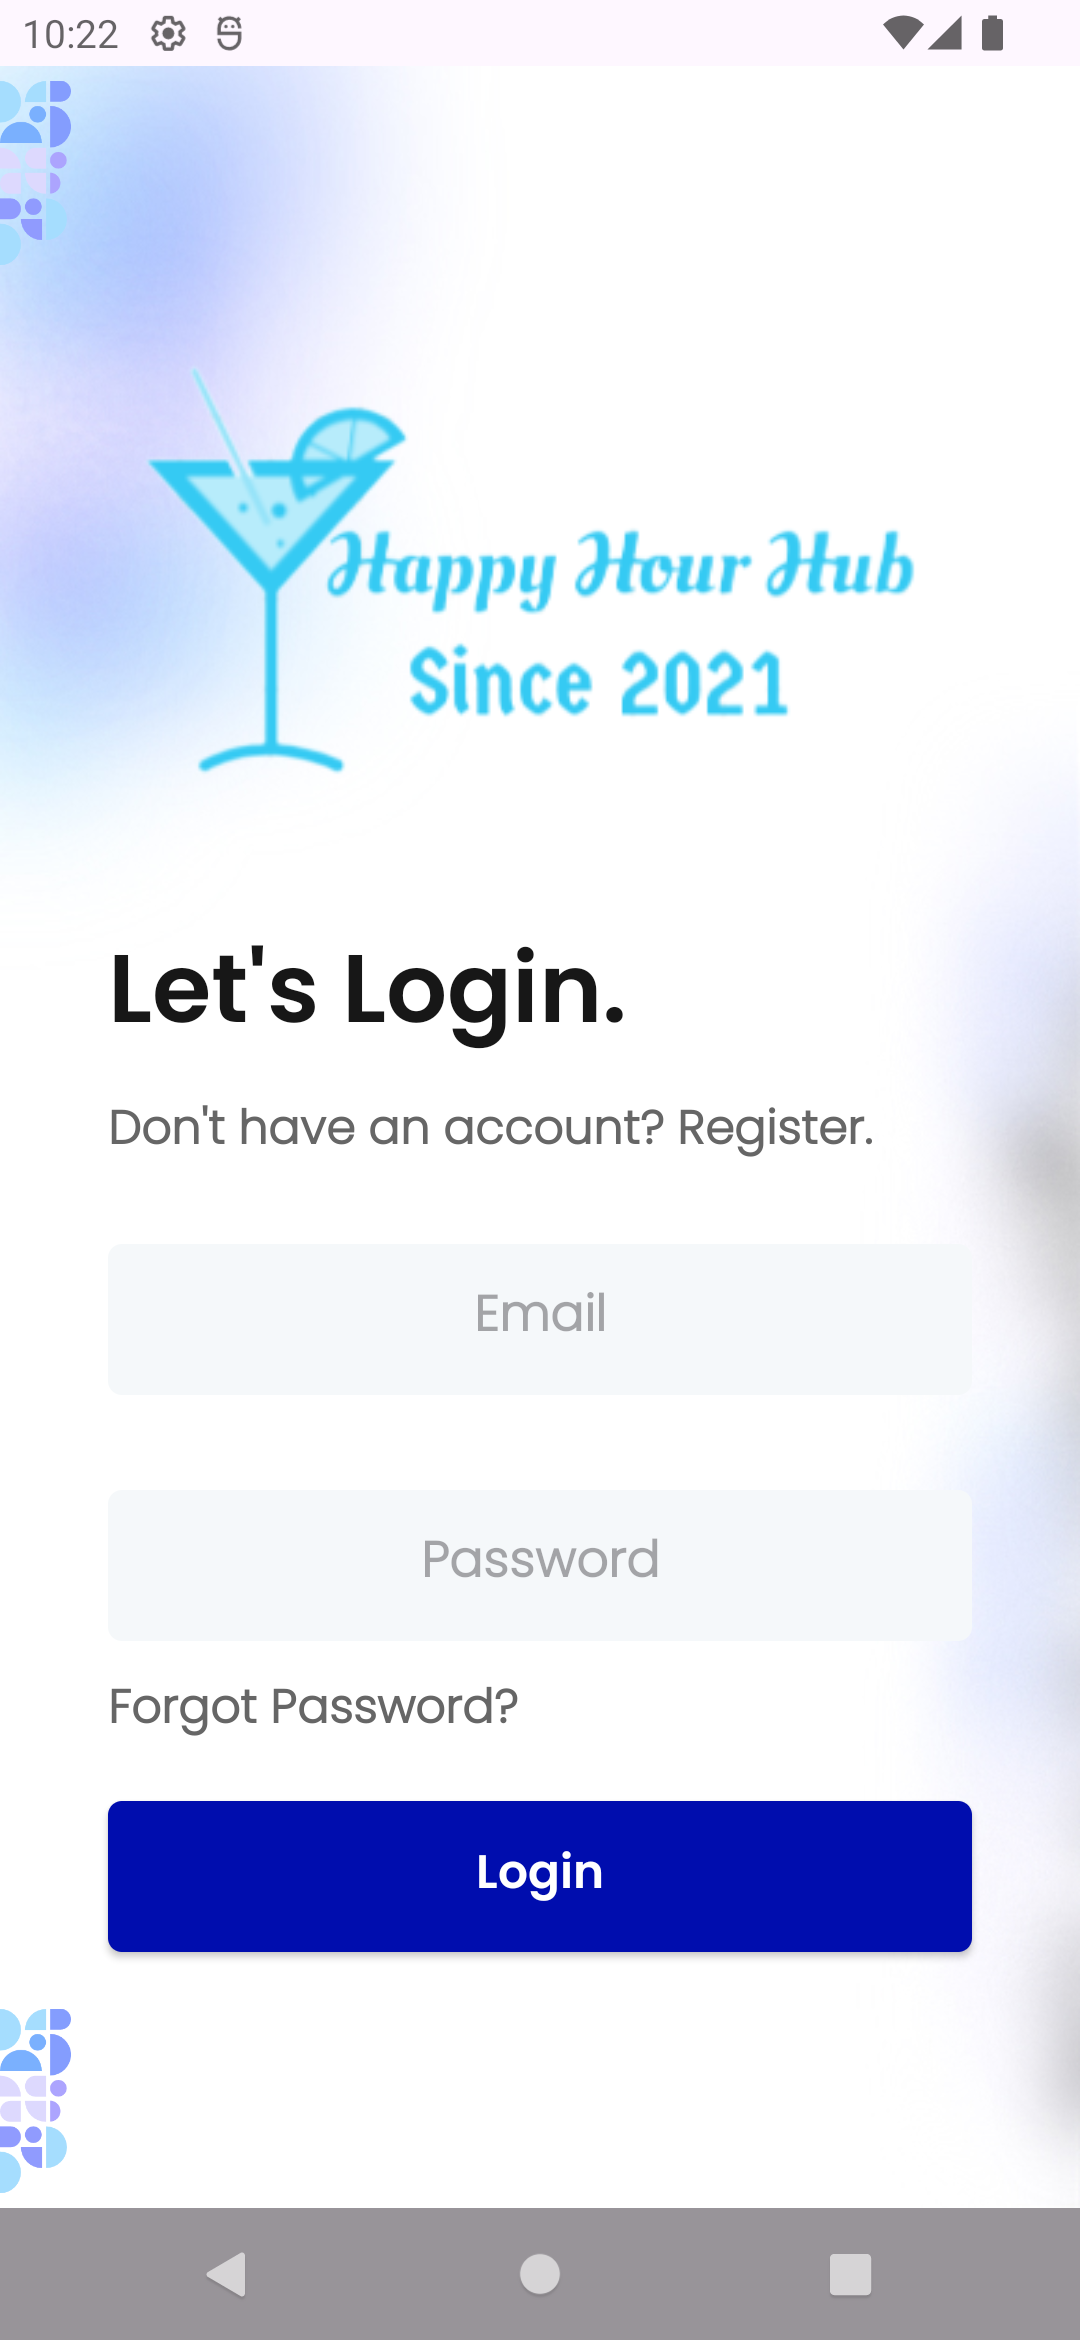 10:22
Happy Hour Hub
Since 2021
Let's Login.
Don't have an account? Register.
Email
Password
Forgot Password?
Login